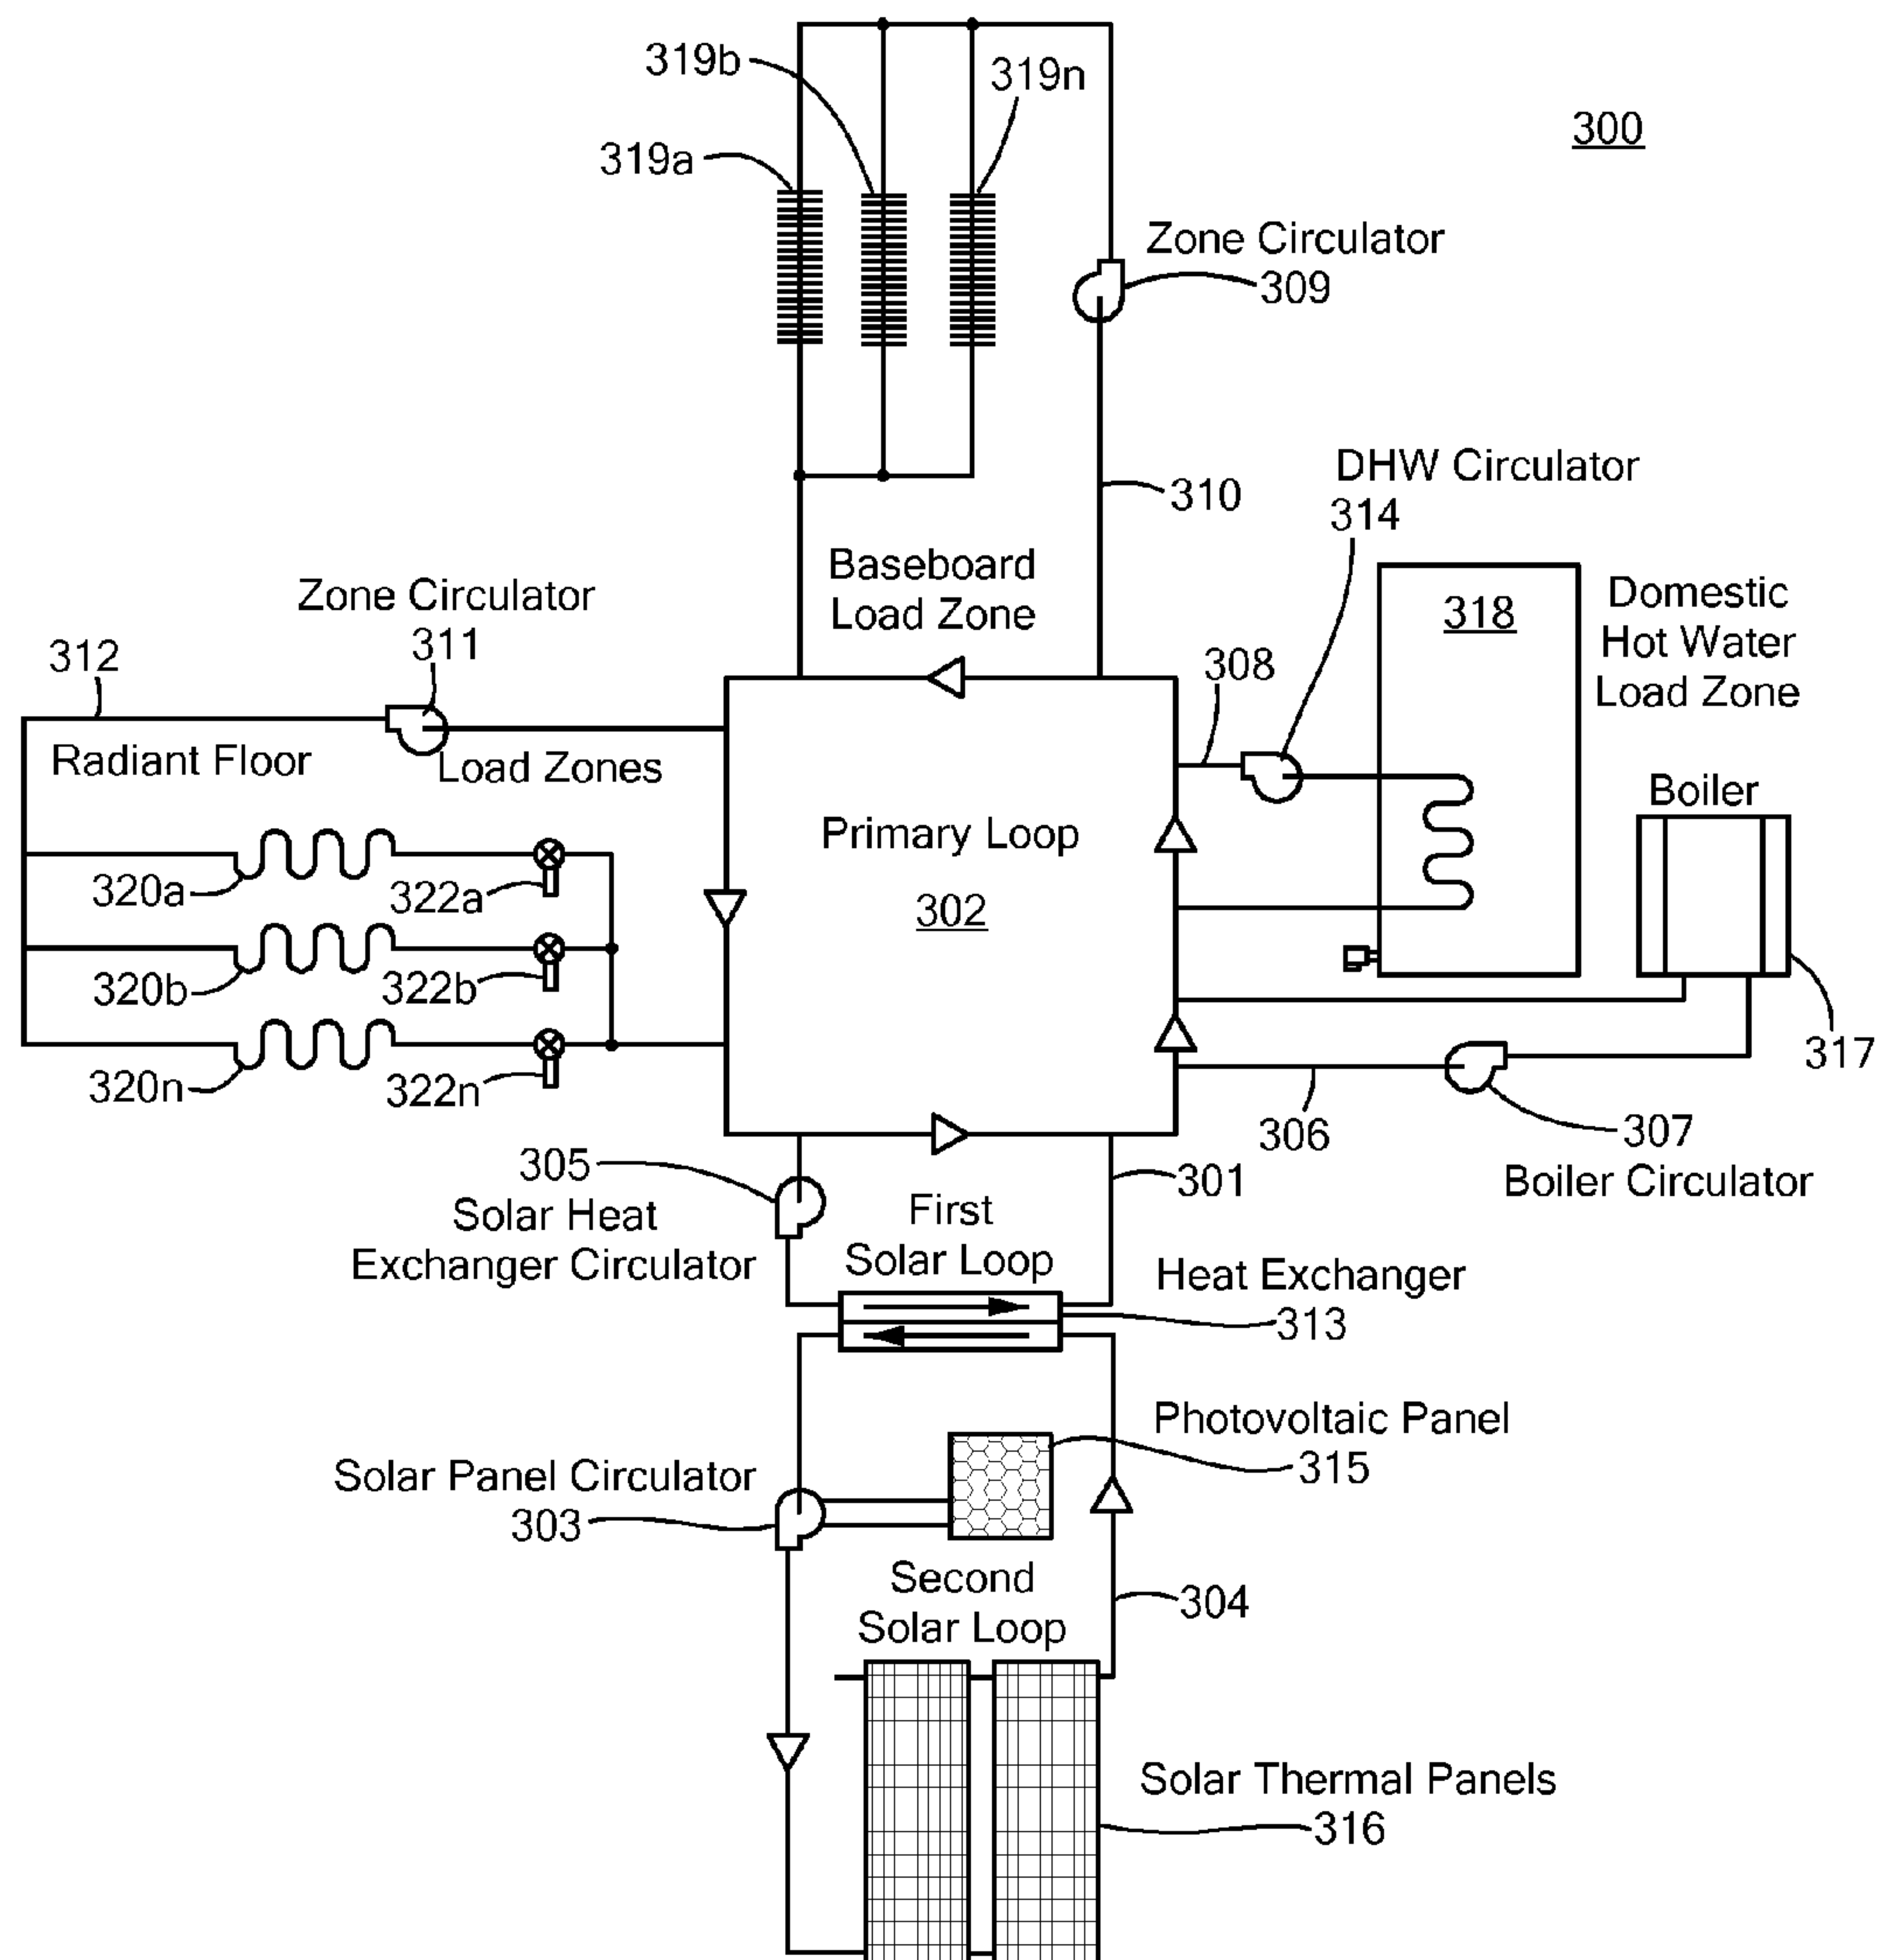 319b
319n
300
319a
Zone Circulator
309
DHW Circulator
314
310
Baseboard
Load Zone
Zone Circulator
311
312
318
Domestic
Hot Water
Load Zone
308
Radiant Floor
Load Zones
Boiler
Primary Loop
302
320a
322a
320b
322b
320n
322n
317
306
307
Boiler Circulator
305
Solar Heat
Exchanger Circulator
First
Solar Loop
301
Heat Exchanger
313
Photovoltaic Panel
315
Solar Panel Circulator
303
Second
Solar Loop
304
Solar Thermal Panels
316